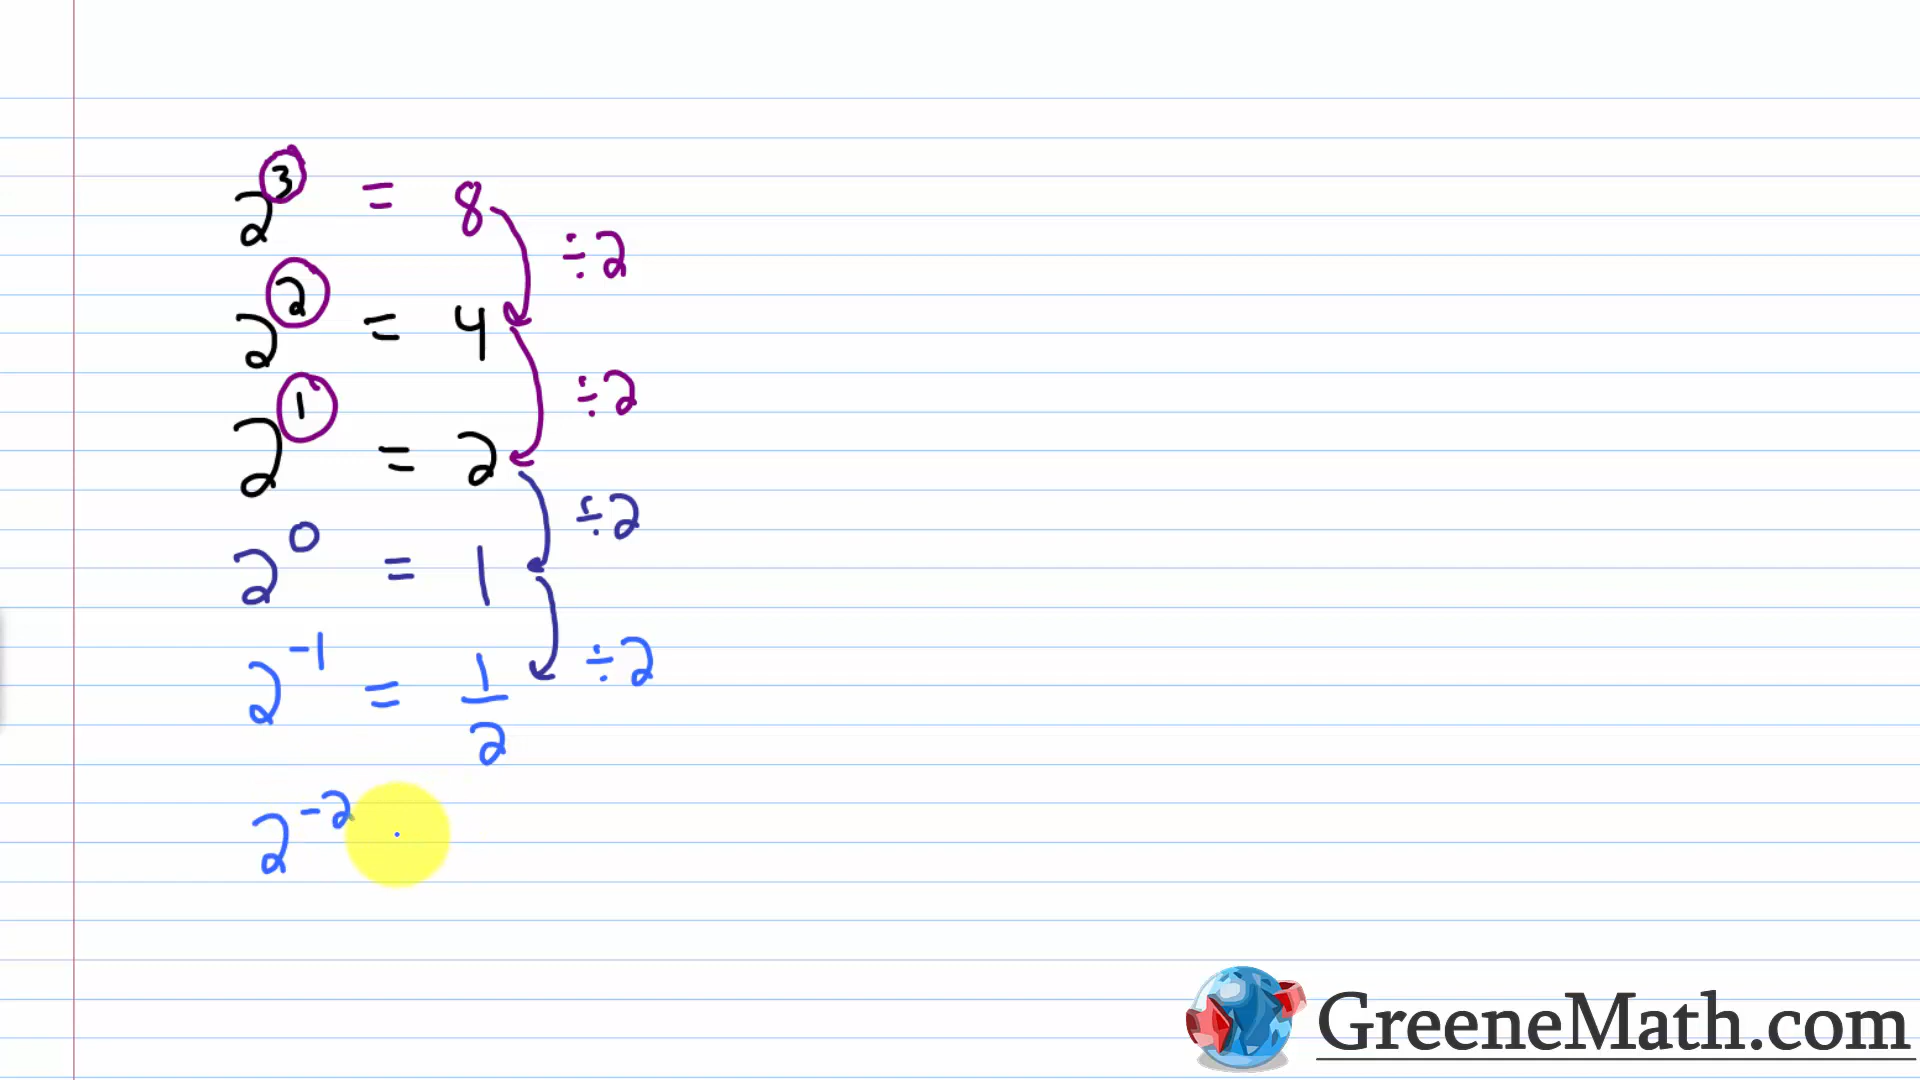 2^3 = 8
÷2
2^2 = 4
÷2
2^1 = 2
÷2
2^0 = 1
÷2
2^-1 = 1/2
2^-2
GreeneMath.com